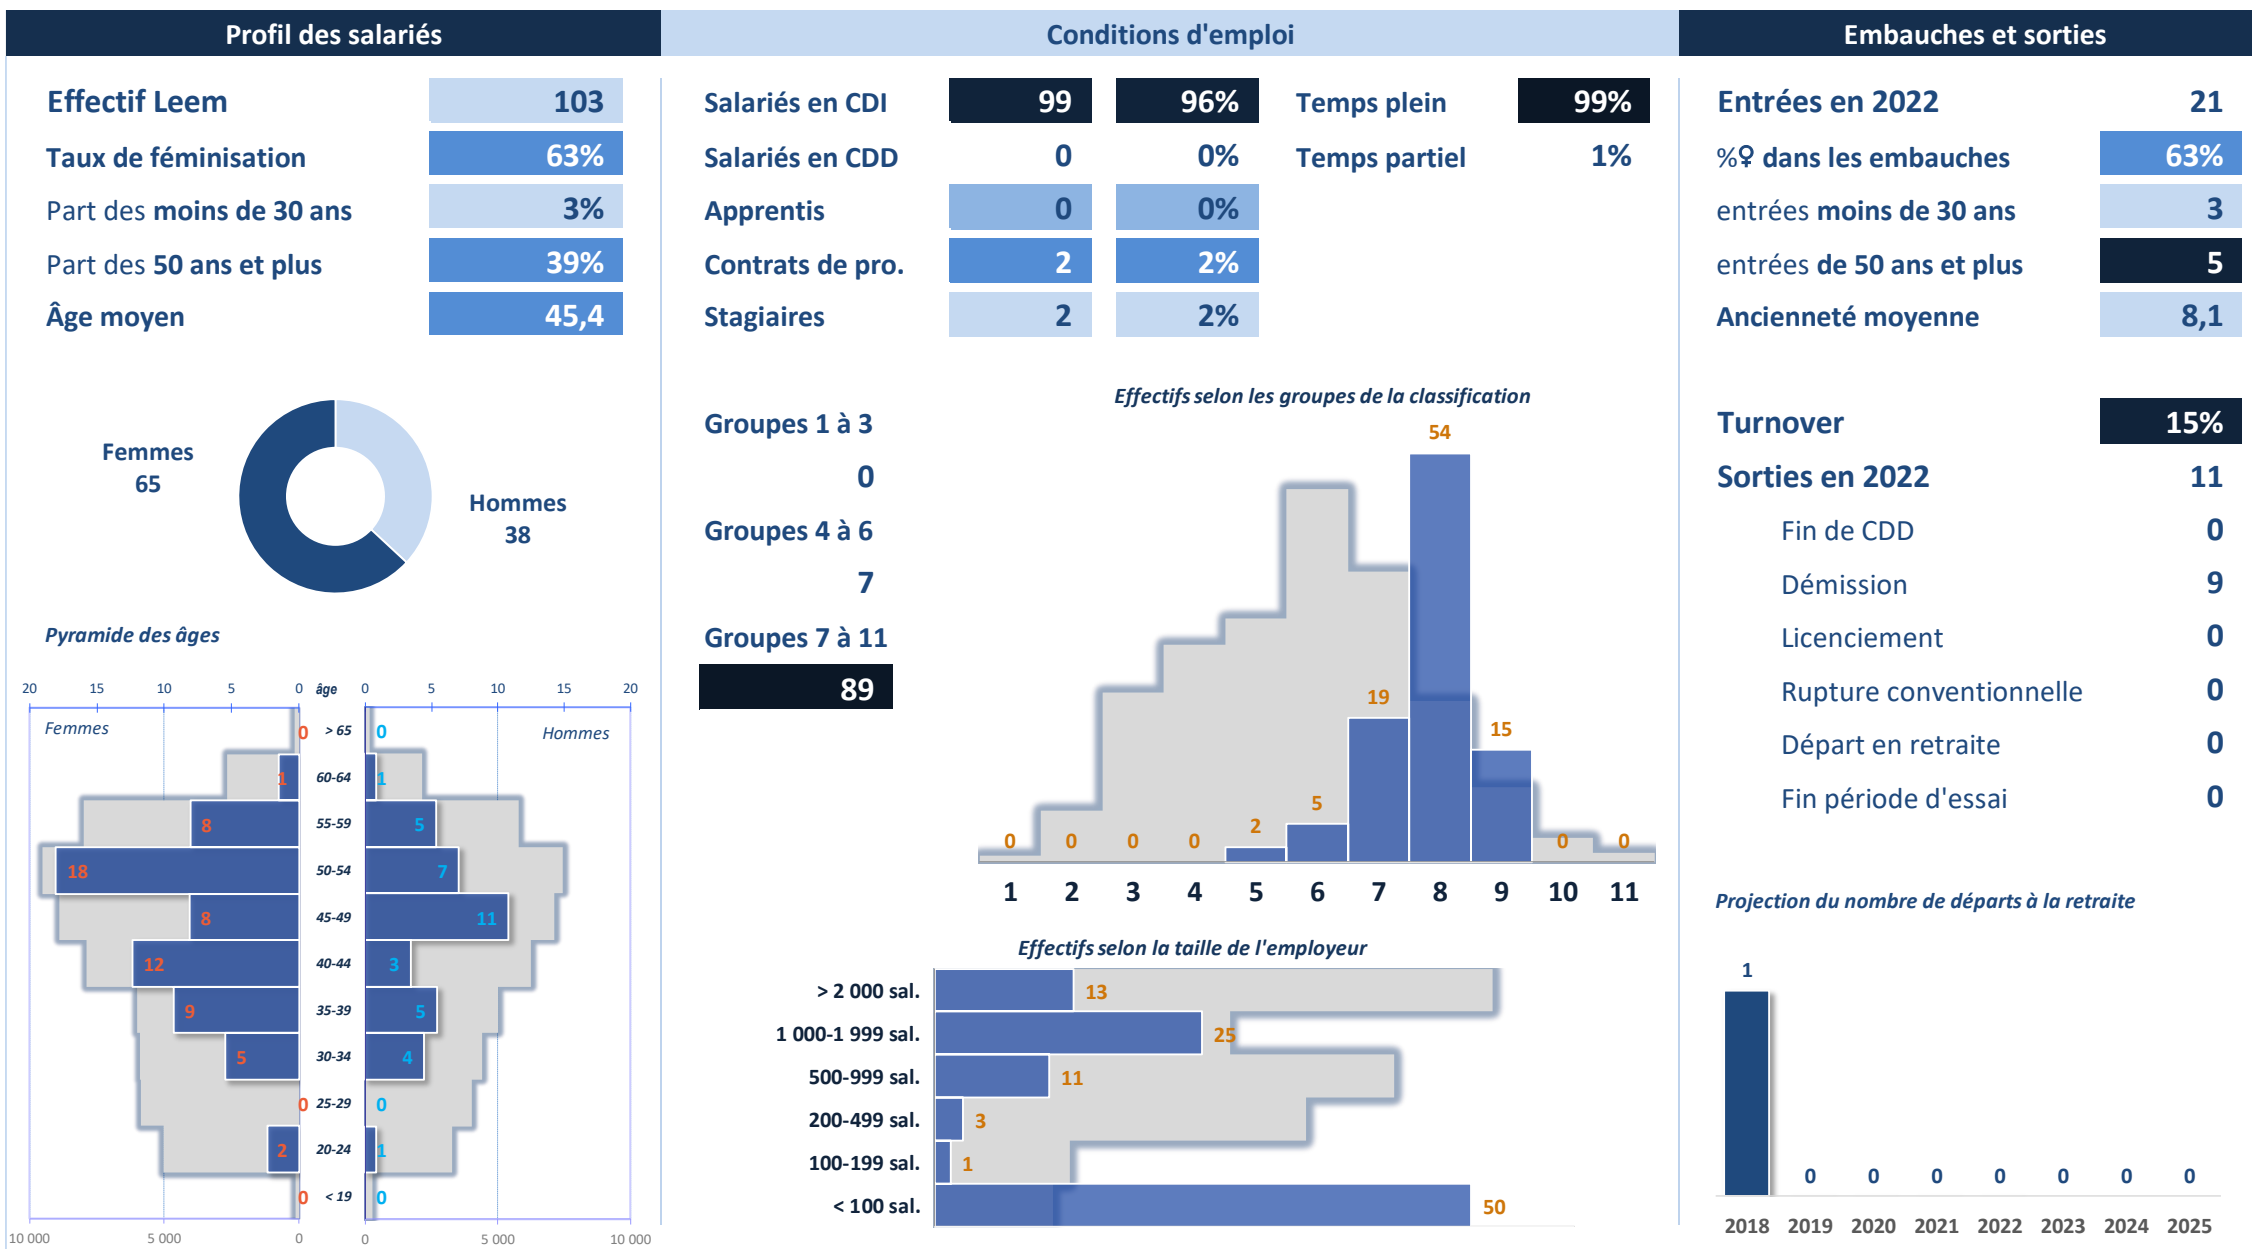 Profil des salariés
Effectif Leem 103
Taux de féminisation 63%
Part des moins de 30 ans 3%
Part des 50 ans et plus 39%
Âge moyen 45,4
Femmes
65
Hommes
38
Pyramide des âges
20 15 10 5 0 âge 0 5 10 15 20
Femmes Hommes
0 > 65 0
1 60-64 1
8 55-59 5
18 50-54 7
8 45-49 11
12 40-44 3
9 35-39 5
5 30-34 4
0 25-29 0
2 20-24 1
0 < 19 0
10 000 5 000 0 0 5 000 10 000
Conditions d'emploi
Salariés en CDI 99 96% Temps plein 99%
Salariés en CDD 0 0% Temps partiel 1%
Apprentis 0 0%
Contrats de pro. 2 2%
Stagiaires 2 2%
Groupes 1 à 3
0
Groupes 4 à 6
7
Groupes 7 à 11
89
Effectifs selon les groupes de la classification
54
19
15
5
2
0 0 0 0 0 0
1 2 3 4 5 6 7 8 9 10 11
Effectifs selon la taille de l'employeur
> 2 000 sal. 13
1 000-1 999 sal. 25
500-999 sal. 11
200-499 sal. 3
100-199 sal. 1
< 100 sal. 50
Embauches et sorties
Entrées en 2022 21
%♀ dans les embauches 63%
entrées moins de 30 ans 3
entrées de 50 ans et plus 5
Ancienneté moyenne 8,1
Turnover 15%
Sorties en 2022 11
Fin de CDD 0
Démission 9
Licenciement 0
Rupture conventionnelle 0
Départ en retraite 0
Fin période d'essai 0
Projection du nombre de départs à la retraite
1
0 0 0 0 0 0 0
2018 2019 2020 2021 2022 2023 2024 2025